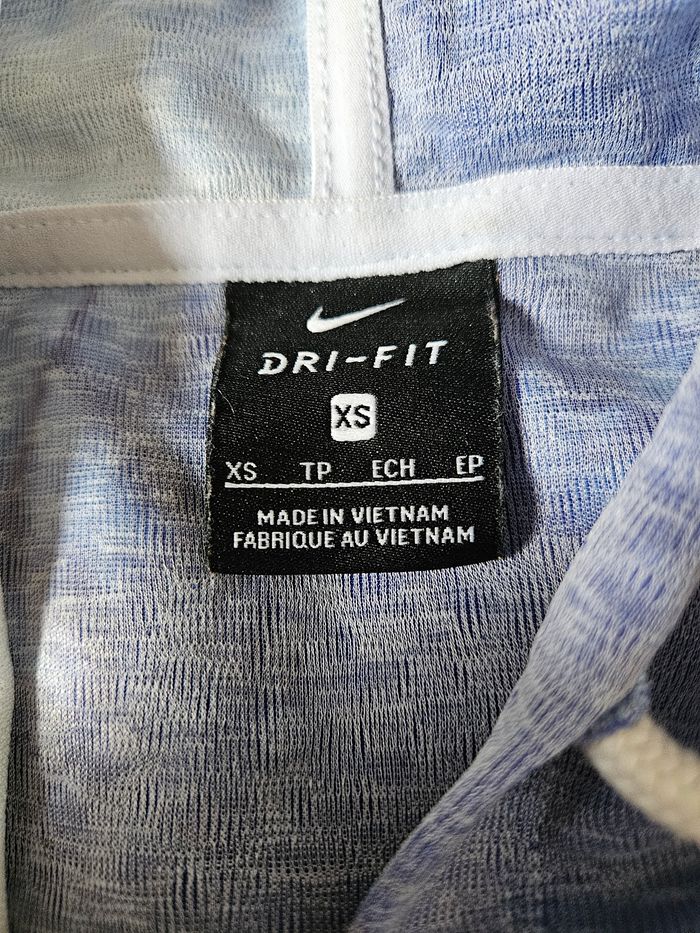 DRI-FIT
XS
XS TP ECH EP
MADE IN VIETNAM
FABRIQUE AU VIETNAM